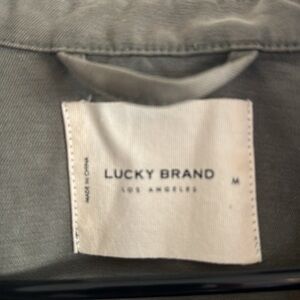 LUCKY BRAND
LOS ANGELES
M
MADE IN CHINA